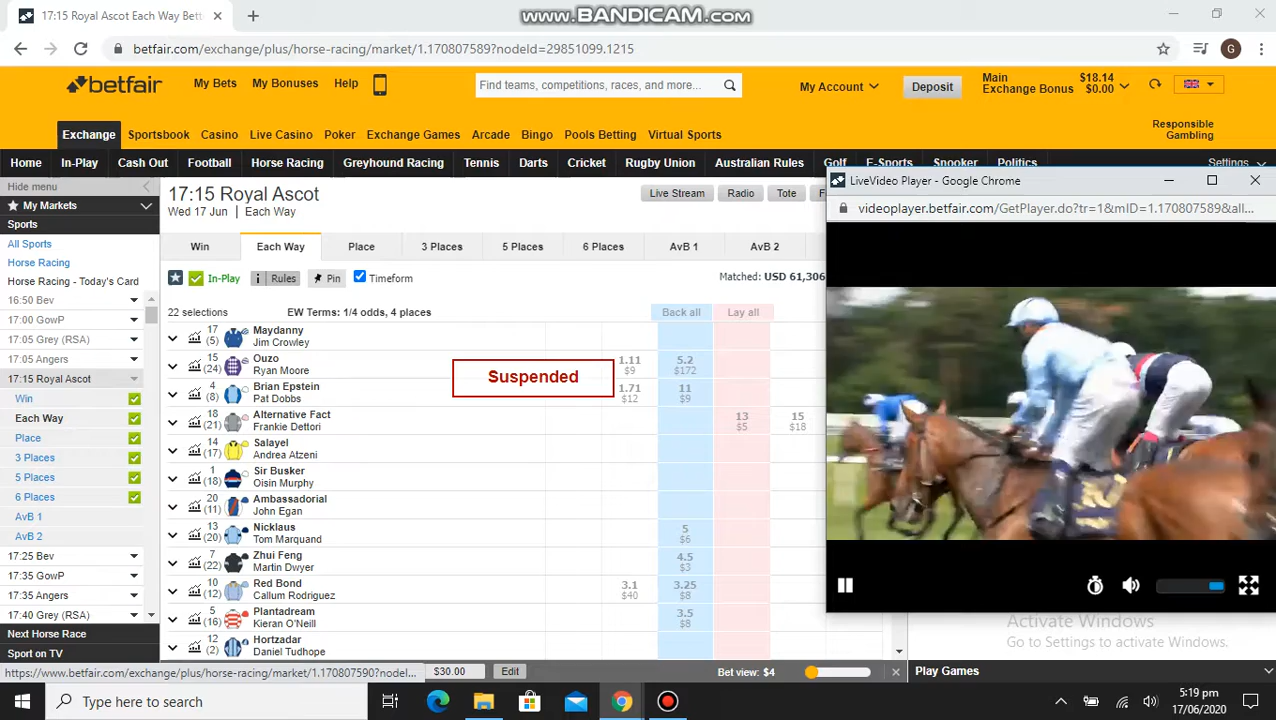 17:15 Royal Ascot Each Way Bett
www.BANDICAM.com
betfair.com/exchange/plus/horse-racing/market/1.170807589?nodeId=29851099.1215
G
betfair
My Bets
My Bonuses
Help
Find teams, competitions, races, and more...
My Account
Deposit
Main $18.14
Exchange Bonus $0.00
Exchange
Sportsbook
Casino
Live Casino
Poker
Exchange Games
Arcade
Bingo
Pools Betting
Virtual Sports
Responsible
Gambling
Home
In-Play
Cash Out
Football
Horse Racing
Greyhound Racing
Tennis
Darts
Cricket
Rugby Union
Australian Rules
Golf
E-Sports
Snooker
Politics
Settings
Hide menu
My Markets
Sports
All Sports
Horse Racing
Horse Racing - Today's Card
16:50 Bev
17:00 GowP
17:05 Grey (RSA)
17:05 Angers
17:15 Royal Ascot
Win
Each Way
Place
3 Places
5 Places
6 Places
AvB 1
AvB 2
17:25 Bev
17:35 GowP
17:35 Angers
17:40 Grey (RSA)
Next Horse Race
Sport on TV
17:15 Royal Ascot
Wed 17 Jun | Each Way
Live Stream
Radio
Tote
F
Win
Each Way
Place
3 Places
5 Places
6 Places
AvB 1
AvB 2
In-Play
i Rules
Pin
Timeform
Matched: USD 61,306
22 selections
EW Terms: 1/4 odds, 4 places
Back all
Lay all
17 Maydanny
(5) Jim Crowley
15 Ouzo 1.11 5.2
(24) Ryan Moore $9 $172
Suspended
4 Brian Epstein 1.71 11
(8) Pat Dobbs $12 $9
18 Alternative Fact 13 15
(21) Frankie Dettori $5 $18
14 Salayel
(17) Andrea Atzeni
1 Sir Busker
(18) Oisin Murphy
20 Ambassadorial
(11) John Egan
13 Nicklaus 5
(12) Tom Marquand $6
7 Zhui Feng 4.5
(22) Martin Dwyer $3
10 Red Bond 3.1 3.25
(12) Callum Rodriguez $40 $8
5 Plantadream 3.5
(16) Kieran O'Neill $8
12 Hortzadar
(2) Daniel Tudhope
LiveVideo Player - Google Chrome
videoplayer.betfair.com/GetPlayer.do?tr=1&mID=1.170807589&all...
Activate Windows
Go to Settings to activate Windows.
https://www.betfair.com/exchange/plus/horse-racing/market/1.170807590?nodeI...
$30.00
Edit
Bet view: $4
Play Games
Type here to search
5:19 pm
17/06/2020